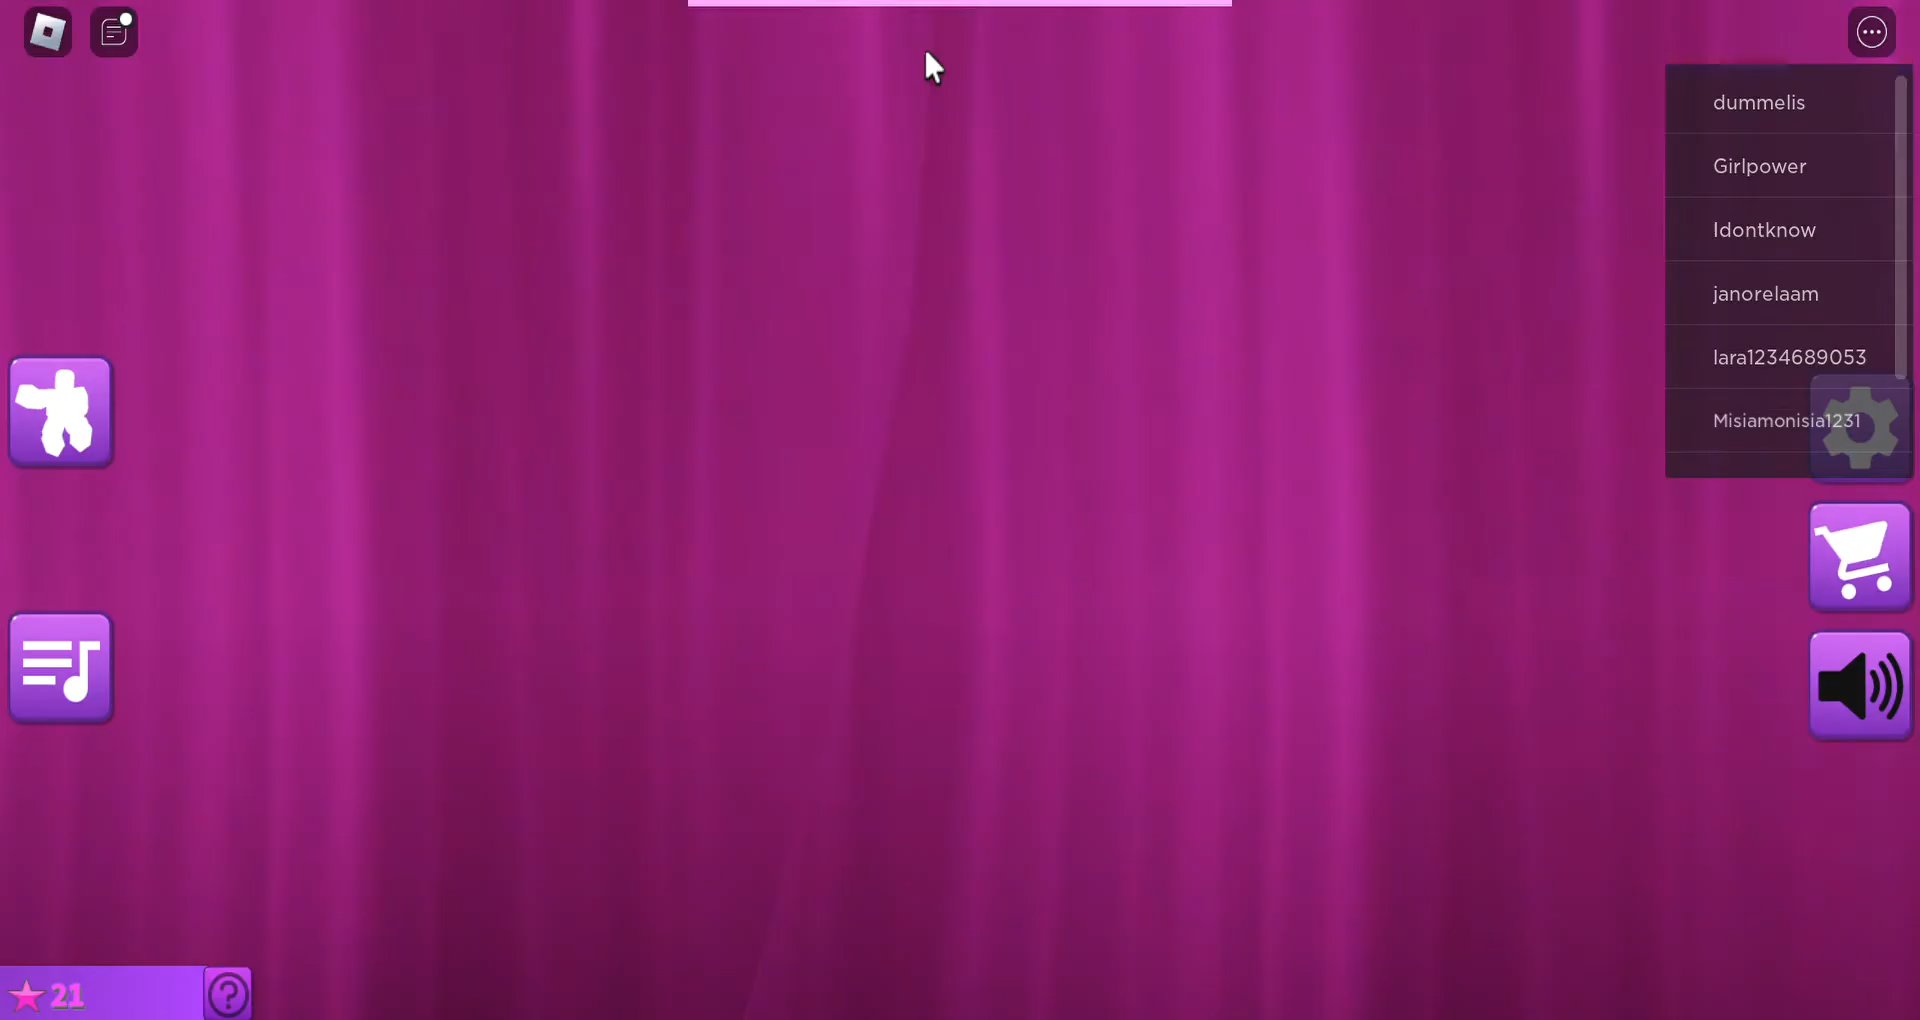 dummelis
Girlpower
Idontknow
janorelaam
lara1234689053
Misiamonisia1231
21
?